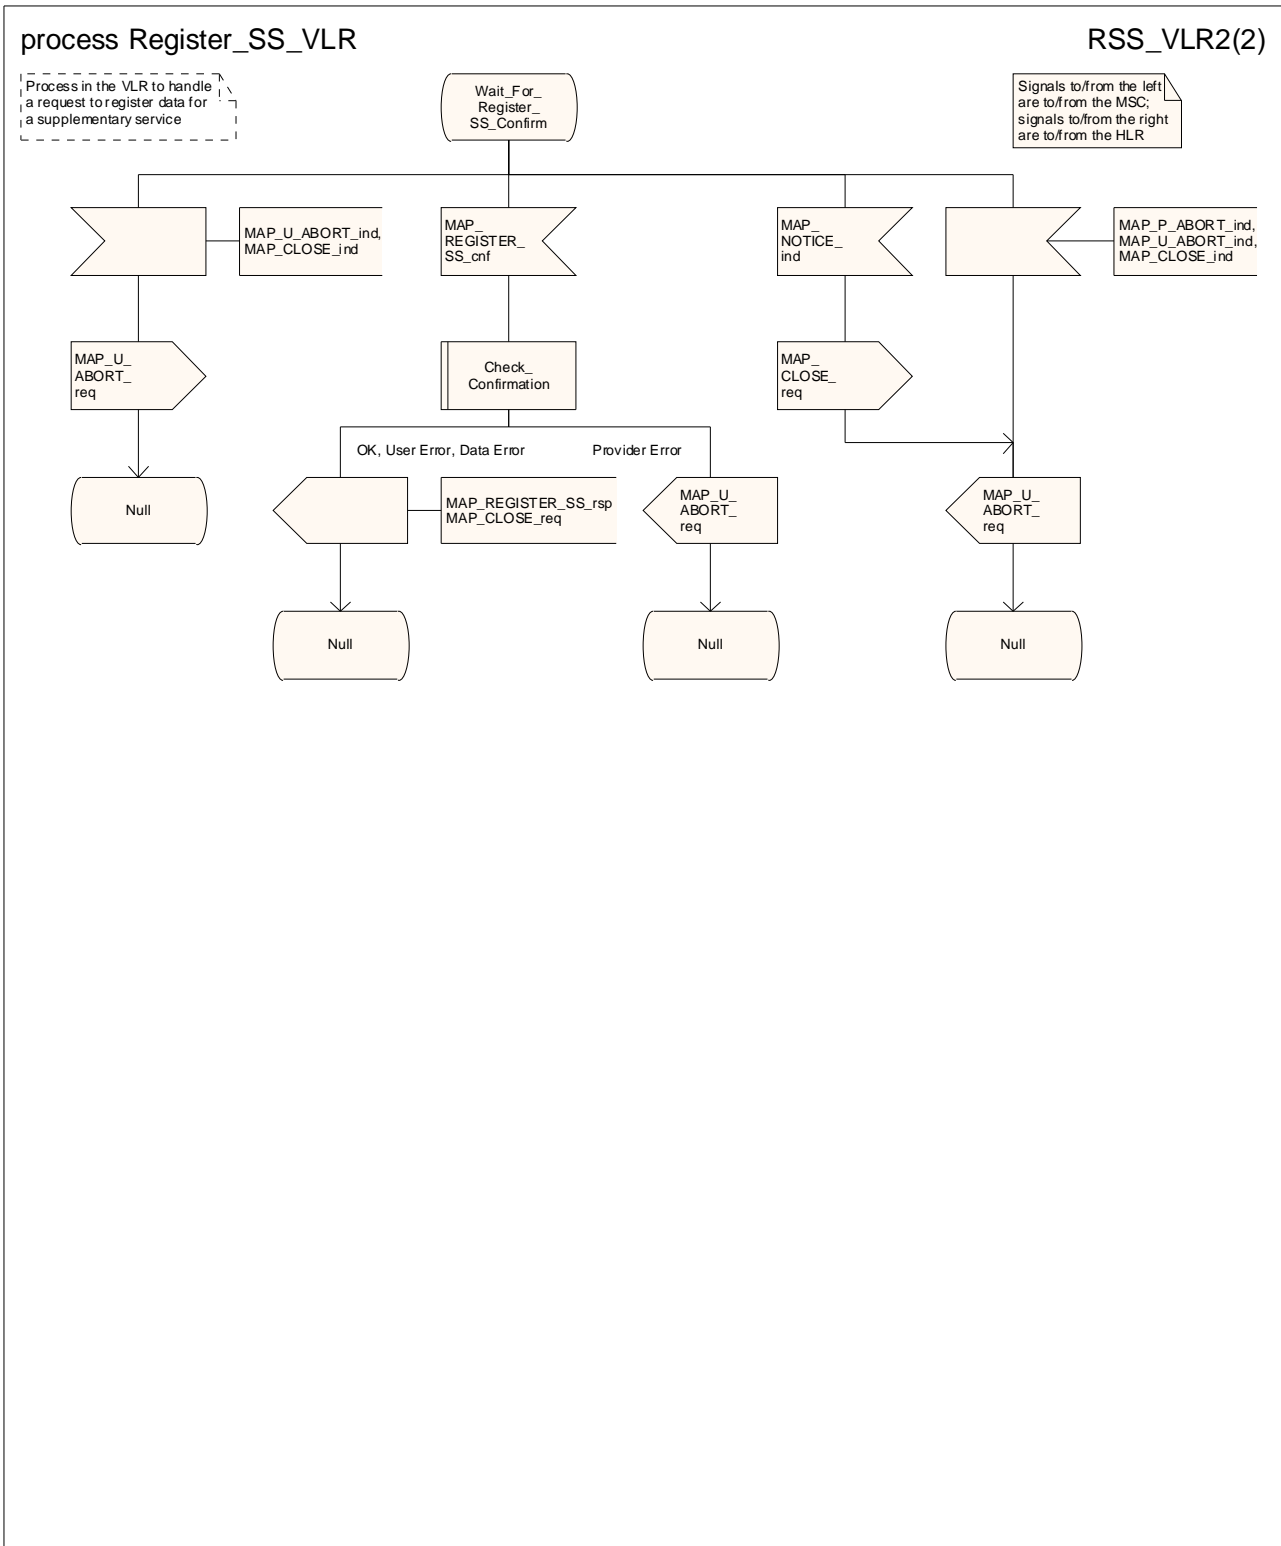 process Register_SS_VLR
RSS_VLR2(2)
Process in the VLR to handle
a request to register data for
a supplementary service
Wait_For_
Register_
SS_Confirm
Signals to/from the left
are to/from the MSC;
signals to/from the right
are to/from the HLR
MAP_U_ABORT_ind,
MAP_CLOSE_ind
MAP_
REGISTER_
SS_cnf
MAP_
NOTICE_
ind
MAP_P_ABORT_ind,
MAP_U_ABORT_ind,
MAP_CLOSE_ind
MAP_U_
ABORT_
req
Check_
Confirmation
MAP_
CLOSE_
req
OK, User Error, Data Error
Provider Error
Null
MAP_REGISTER_SS_rsp
MAP_CLOSE_req
MAP_U_
ABORT_
req
MAP_U_
ABORT_
req
Null
Null
Null